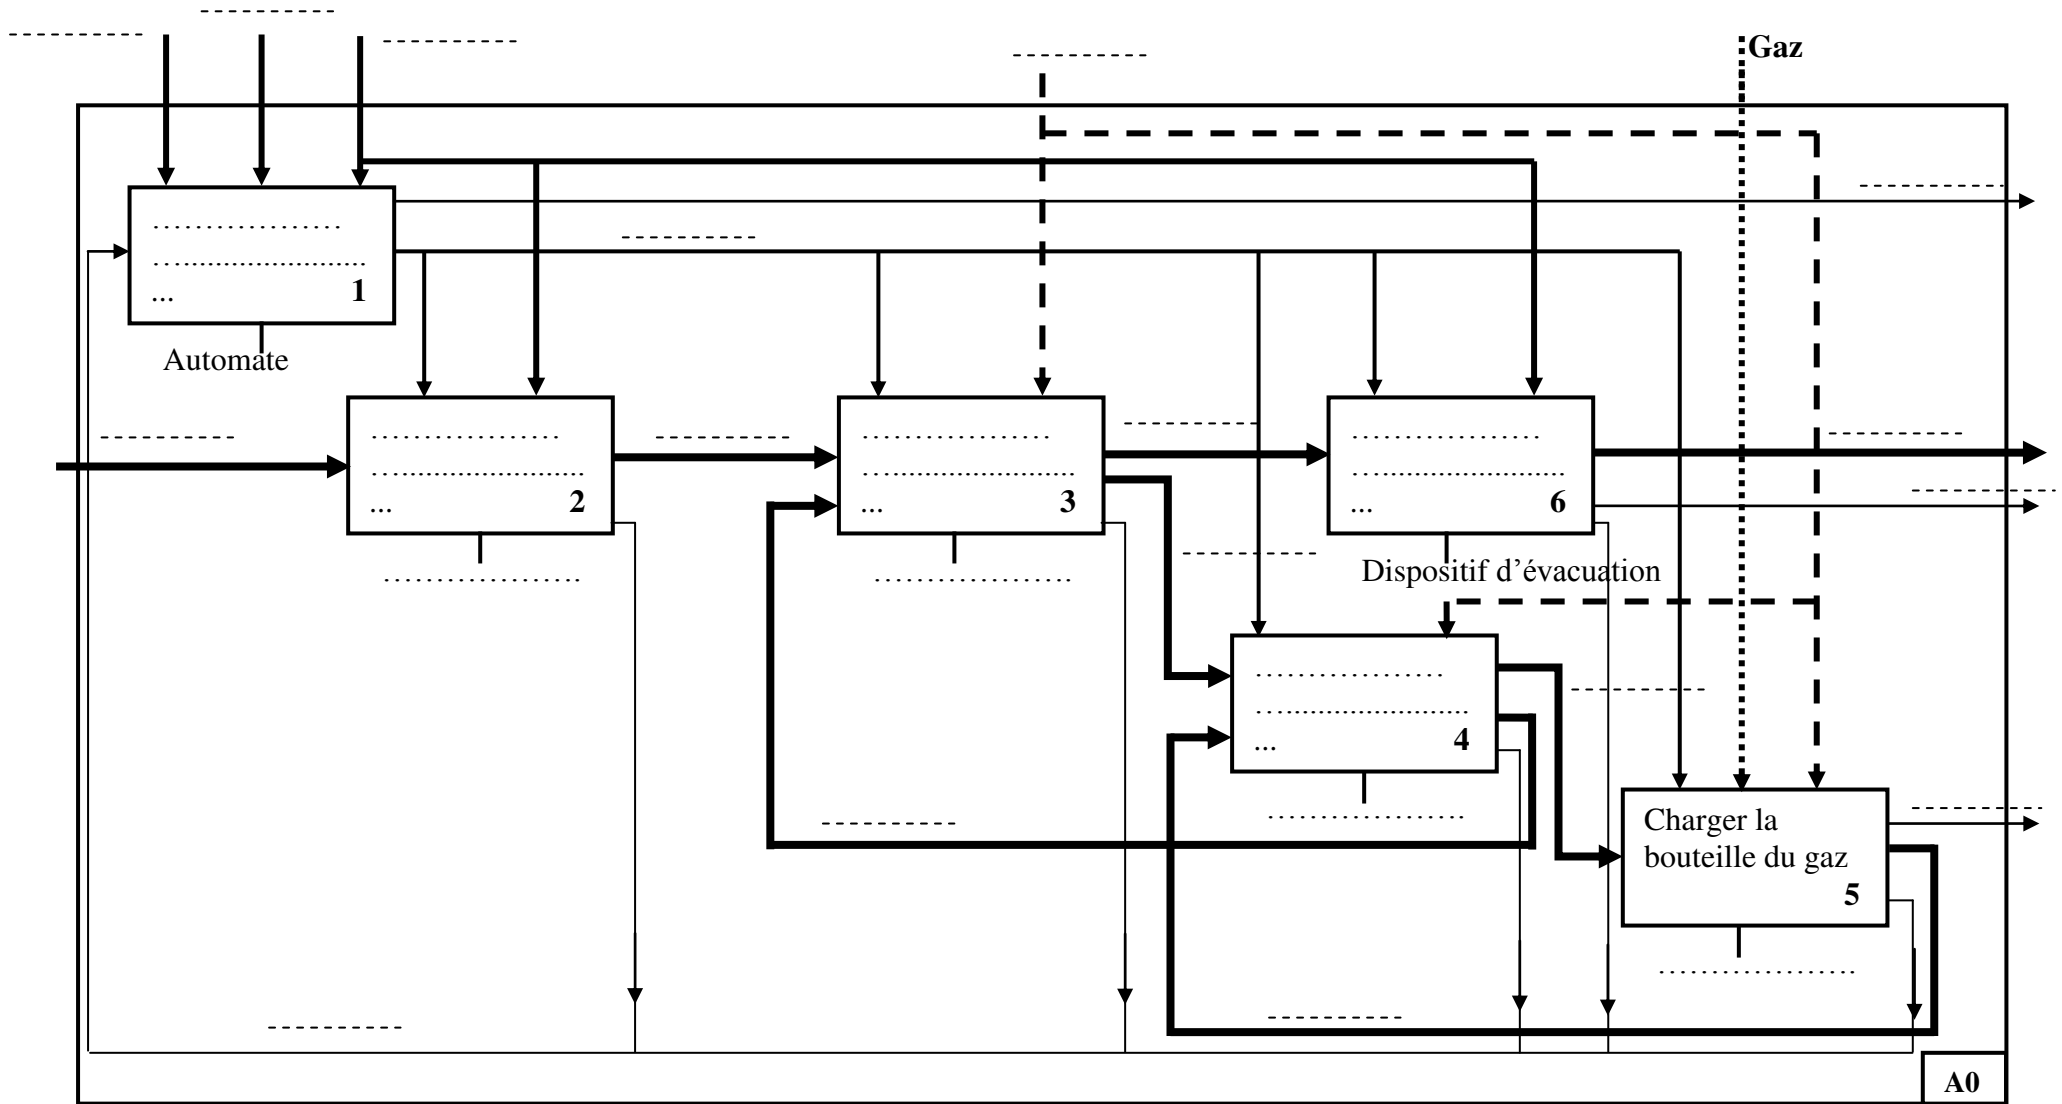 Gaz
...
1
Automate
...
2
...
3
...
6
Dispositif d’évacuation
...
4
Charger la
bouteille du gaz
5
A0